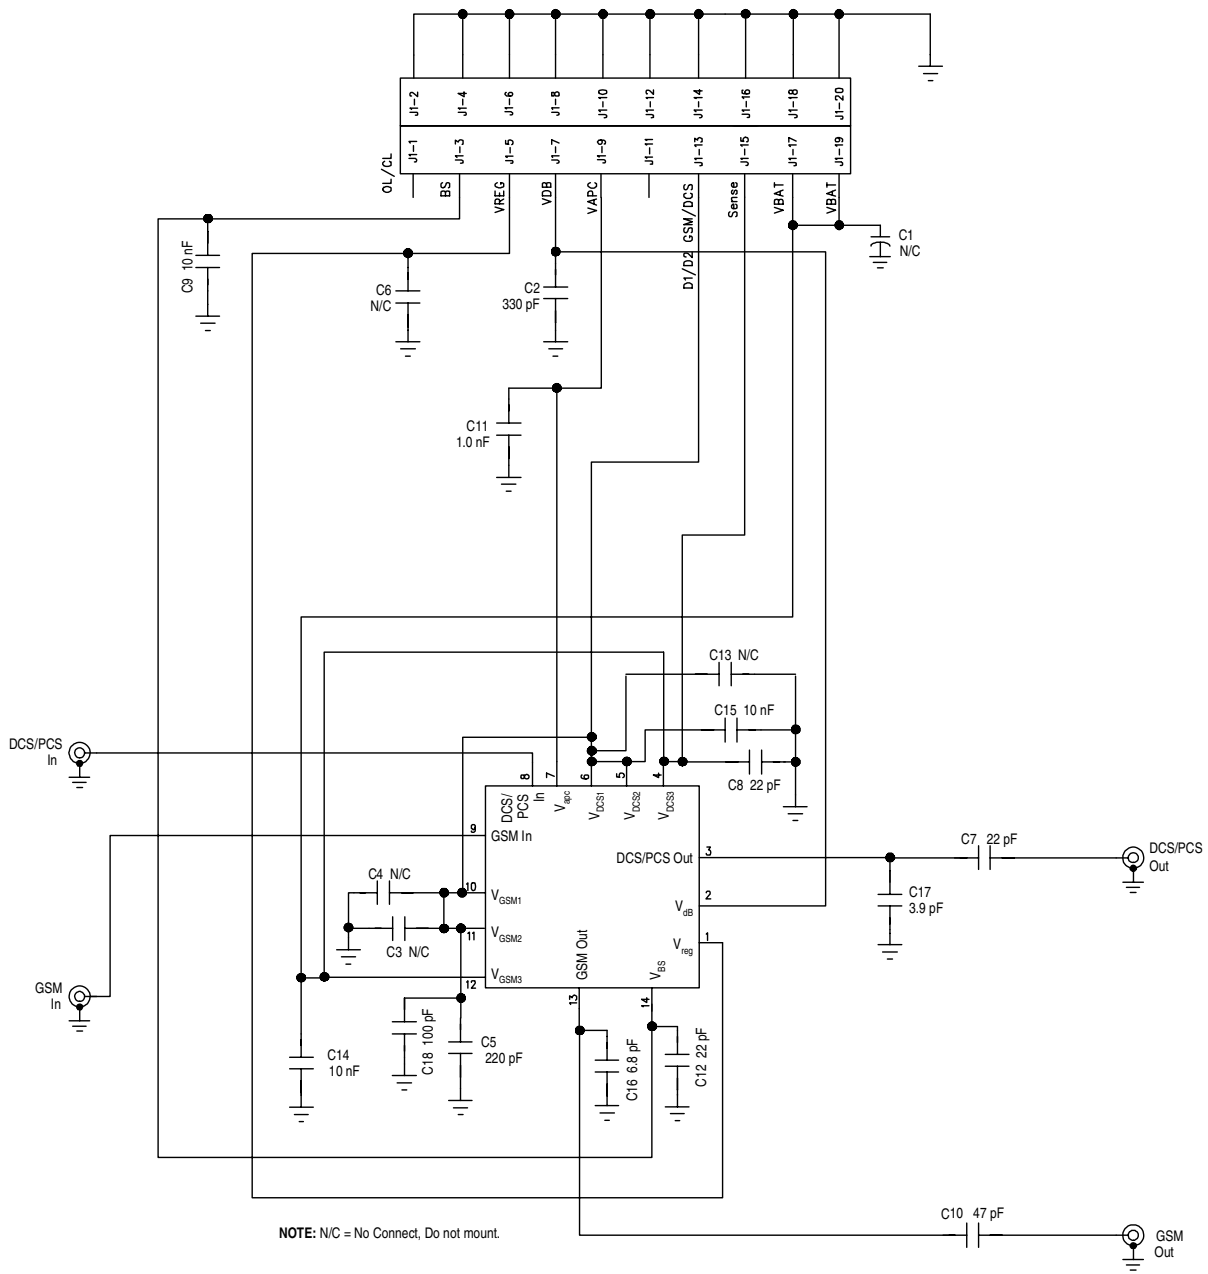 J1-2
J1-4
J1-6
J1-8
J1-10
J1-12
J1-14
J1-16
J1-18
J1-20
J1-1
J1-3
J1-5
J1-7
J1-9
J1-11
J1-13
J1-15
J1-17
J1-19
OL/CL
BS
VREG
VDB
VAPC
D1/D2 GSM/DCS
Sense
VBAT
VBAT
C1
N/C
C9 10 nF
C6
N/C
C2
330 pF
C11
1.0 nF
C13 N/C
C15 10 nF
C8 22 pF
DCS/PCS
In
8
7
6
5
4
DCS/
PCS
In
Vapc
VDCS1
VDCS2
VDCS3
9
GSM In
DCS/PCS Out
3
C7 22 pF
DCS/PCS
Out
C17
3.9 pF
C4 N/C
10
VGSM1
VdB
2
C3 N/C
11
VGSM2
Vreg
1
12
VGSM3
GSM Out
VBS
13
14
GSM
In
C14
10 nF
C18 100 pF
C5
220 pF
C16 6.8 pF
C12 22 pF
C10 47 pF
GSM
Out
NOTE: N/C = No Connect, Do not mount.